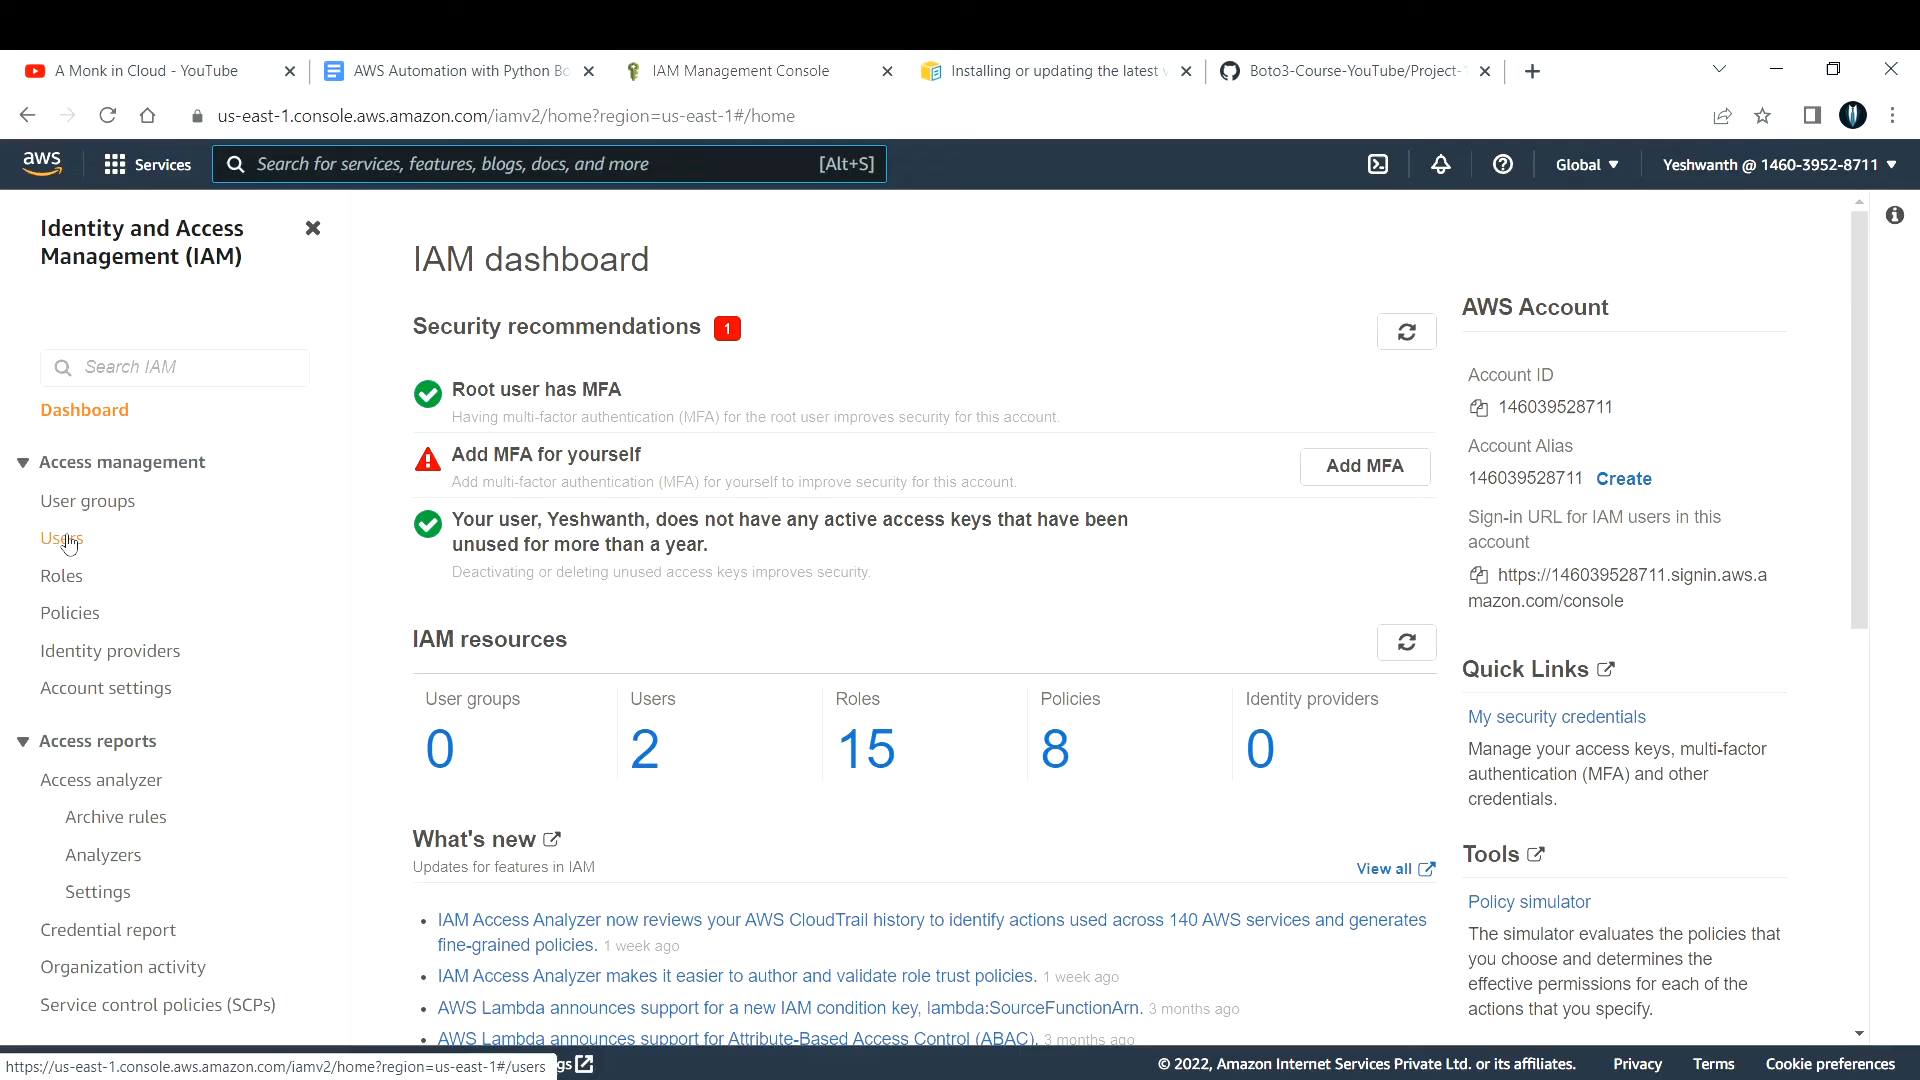 A Monk in Cloud - YouTube
AWS Automation with Python Bo
IAM Management Console
Installing or updating the latest
Boto3-Course-YouTube/Project-
us-east-1.console.aws.amazon.com/iamv2/home?region=us-east-1#/home
aws
Services
Search for services, features, blogs, docs, and more
[Alt+S]
Global
Yeshwanth @ 1460-3952-8711
Identity and Access
Management (IAM)
Search IAM
Dashboard
Access management
User groups
Users
Roles
Policies
Identity providers
Account settings
Access reports
Access analyzer
Archive rules
Analyzers
Settings
Credential report
Organization activity
Service control policies (SCPs)
IAM dashboard
Security recommendations 1
Root user has MFA
Having multi-factor authentication (MFA) for the root user improves security for this account.
Add MFA for yourself
Add multi-factor authentication (MFA) for yourself to improve security for this account.
Add MFA
Your user, Yeshwanth, does not have any active access keys that have been
unused for more than a year.
Deactivating or deleting unused access keys improves security.
IAM resources
User groups
0
Users
2
Roles
15
Policies
8
Identity providers
0
What's new
Updates for features in IAM
View all
• IAM Access Analyzer now reviews your AWS CloudTrail history to identify actions used across 140 AWS services and generates
fine-grained policies. 1 week ago
• IAM Access Analyzer makes it easier to author and validate role trust policies. 1 week ago
• AWS Lambda announces support for a new IAM condition key, lambda:SourceFunctionArn. 3 months ago
• AWS Lambda announces support for Attribute-Based Access Control (ABAC). 3 months ago
AWS Account
Account ID
146039528711
Account Alias
146039528711 Create
Sign-in URL for IAM users in this
account
https://146039528711.signin.aws.a
mazon.com/console
Quick Links
My security credentials
Manage your access keys, multi-factor
authentication (MFA) and other
credentials.
Tools
Policy simulator
The simulator evaluates the policies that
you choose and determines the
effective permissions for each of the
actions that you specify.
https://us-east-1.console.aws.amazon.com/iamv2/home?region=us-east-1#/users
gs
© 2022, Amazon Internet Services Private Ltd. or its affiliates.
Privacy
Terms
Cookie preferences